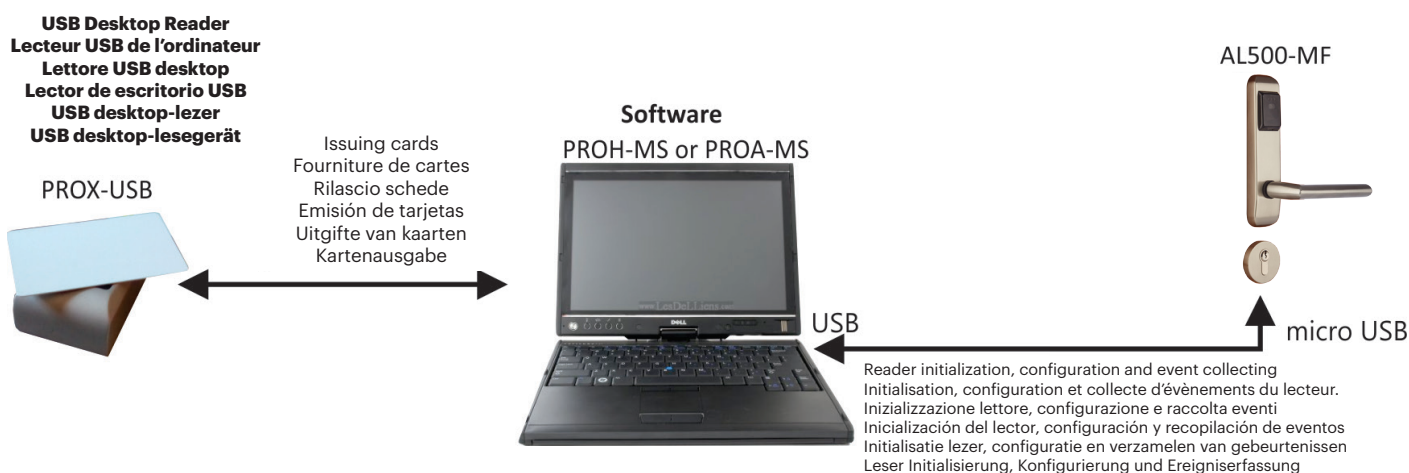 USB Desktop Reader
Lecteur USB de l'ordinateur
Lettore USB desktop
Lector de escritorio USB
USB desktop-lezer
USB desktop-lesegerät
PROX-USB
Issuing cards
Fourniture de cartes
Rilascio schede
Emisión de tarjetas
Uitgifte van kaarten
Kartenausgabe
Software
PROH-MS or PROA-MS
DELL
USB
AL500-MF
micro USB
Reader initialization, configuration and event collecting
Initialisation, configuration et collecte d'évènements du lecteur.
Inizializzazione lettore, configurazione e raccolta eventi
Inicialización del lector, configuración y recopilación de eventos
Initialisatie lezer, configuratie en verzamelen van gebeurtenissen
Leser Initialisierung, Konfigurierung und Ereigniserfassung